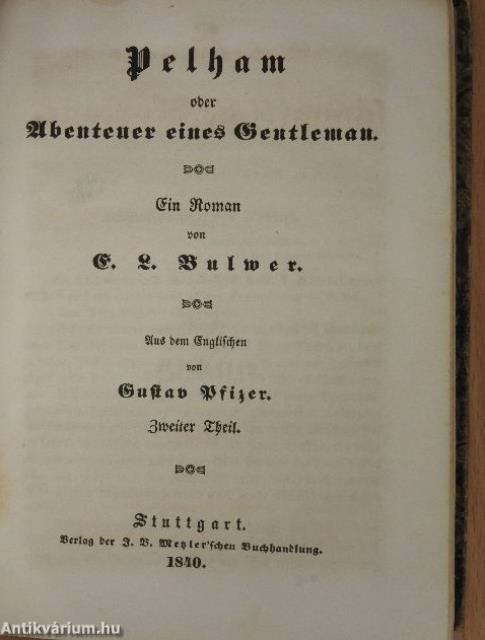 Pelham
oder
Abenteuer eines Gentleman.
Ein Roman
von
E. L. Bulwer.
Aus dem Englischen
von
Gustav Pfizer.
Zweiter Theil.
Stuttgart.
Verlag der J. B. Metzler'schen Buchhandlung.
1840.
Antikvárium.hu